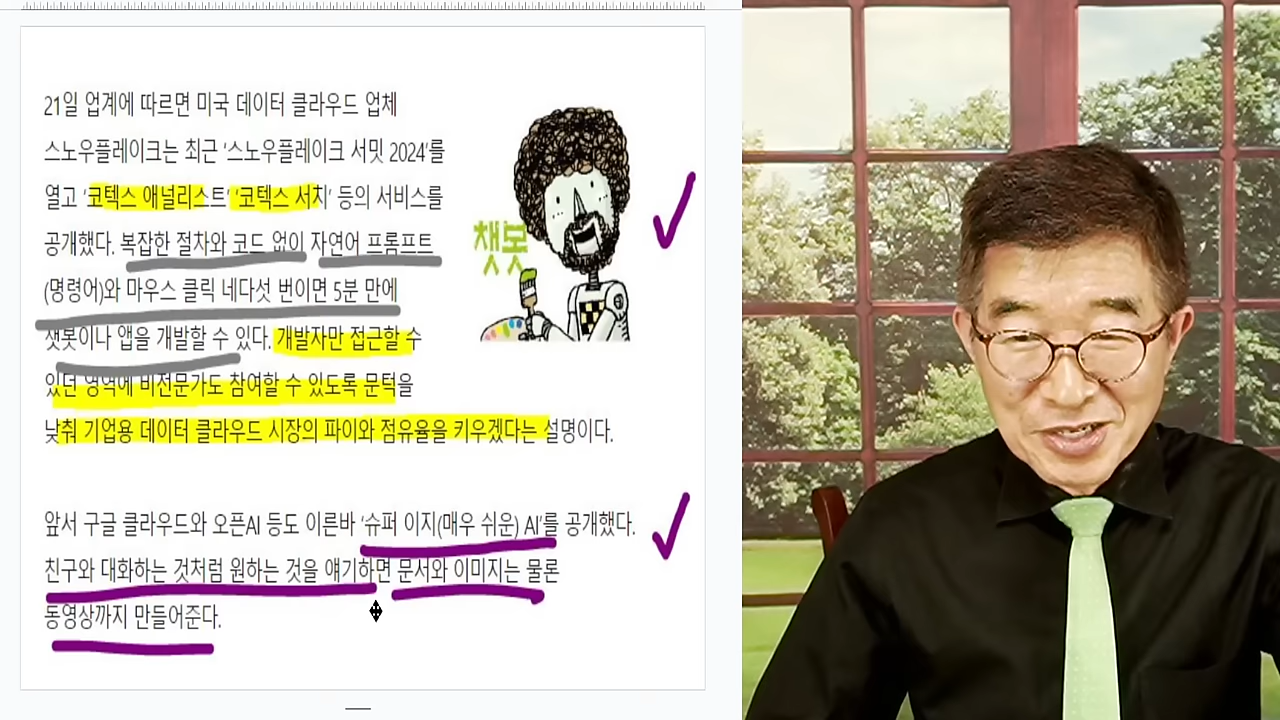 21일 업계에 따르면 미국 데이터 클라우드 업체
스노우플레이크는 최근 '스노우플레이크 서밋 2024'를
열고 '코텍스 애널리스트' '코텍스 서치' 등의 서비스를
공개했다. 복잡한 절차와 코드 없이 자연어 프롬프트
(명령어)와 마우스 클릭 네다섯 번이면 5분 만에
챗봇이나 앱을 개발할 수 있다. 개발자만 접근할 수
있던 영역에 비전문가도 참여할 수 있도록 문턱을
낮춰 기업용 데이터 클라우드 시장의 파이와 점유율을 키우겠다는 설명이다.
챗봇
앞서 구글 클라우드와 오픈AI 등도 이른바 '슈퍼 이지(매우 쉬운) AI'를 공개했다.
친구와 대화하는 것처럼 원하는 것을 얘기하면 문서와 이미지는 물론
동영상까지 만들어준다.